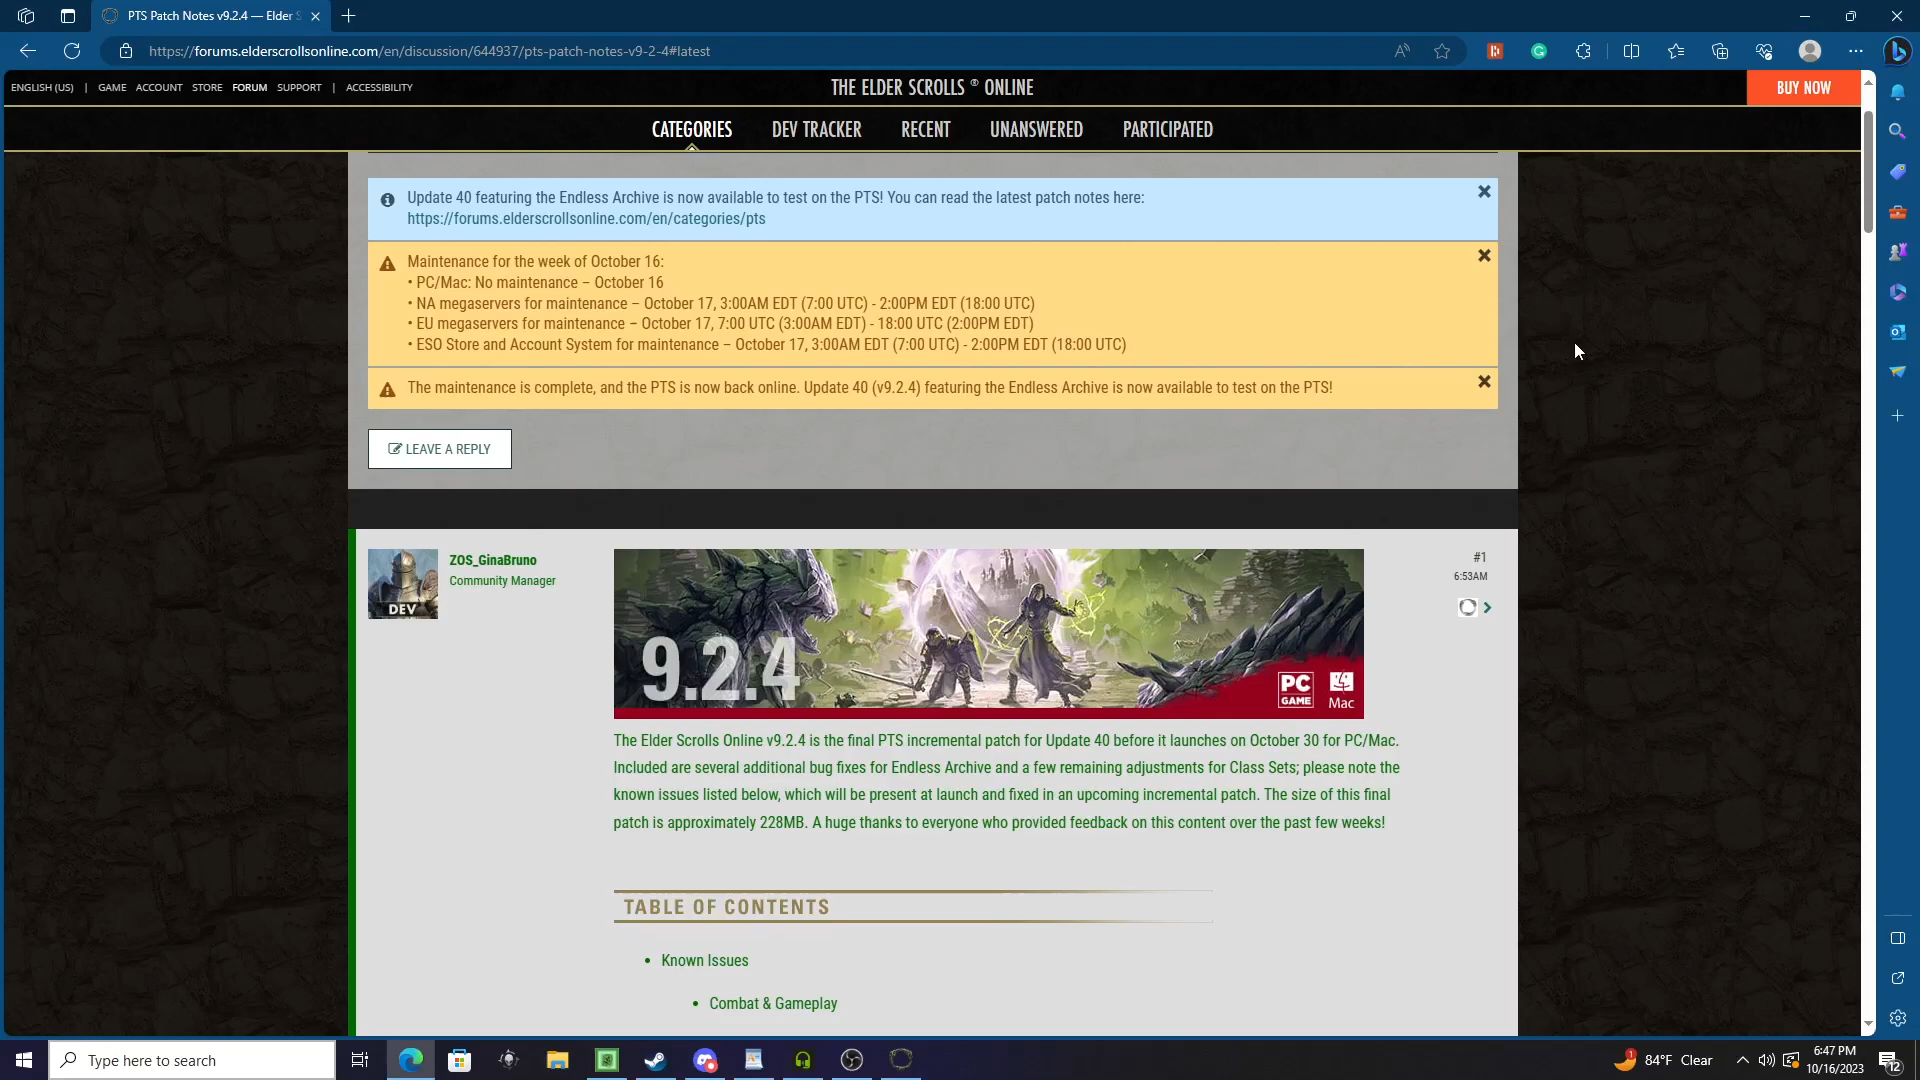 PTS Patch Notes v9.2.4 — Elder S
https://forums.elderscrollsonline.com/en/discussion/644937/pts-patch-notes-v9-2-4#latest
ENGLISH (US) | GAME ACCOUNT STORE FORUM SUPPORT | ACCESSIBILITY
THE ELDER SCROLLS ® ONLINE
BUY NOW
CATEGORIES DEV TRACKER RECENT UNANSWERED PARTICIPATED
Update 40 featuring the Endless Archive is now available to test on the PTS! You can read the latest patch notes here:
https://forums.elderscrollsonline.com/en/categories/pts
Maintenance for the week of October 16:
• PC/Mac: No maintenance – October 16
• NA megaservers for maintenance – October 17, 3:00AM EDT (7:00 UTC) - 2:00PM EDT (18:00 UTC)
• EU megaservers for maintenance – October 17, 7:00 UTC (3:00AM EDT) - 18:00 UTC (2:00PM EDT)
• ESO Store and Account System for maintenance – October 17, 3:00AM EDT (7:00 UTC) - 2:00PM EDT (18:00 UTC)
The maintenance is complete, and the PTS is now back online. Update 40 (v9.2.4) featuring the Endless Archive is now available to test on the PTS!
LEAVE A REPLY
ZOS_GinaBruno
Community Manager
DEV
#1
6:53AM
9.2.4
PC GAME Mac
The Elder Scrolls Online v9.2.4 is the final PTS incremental patch for Update 40 before it launches on October 30 for PC/Mac.
Included are several additional bug fixes for Endless Archive and a few remaining adjustments for Class Sets; please note the
known issues listed below, which will be present at launch and fixed in an upcoming incremental patch. The size of this final
patch is approximately 228MB. A huge thanks to everyone who provided feedback on this content over the past few weeks!
TABLE OF CONTENTS
• Known Issues
• Combat & Gameplay
Type here to search
1
84°F Clear
6:47 PM
10/16/2023
12